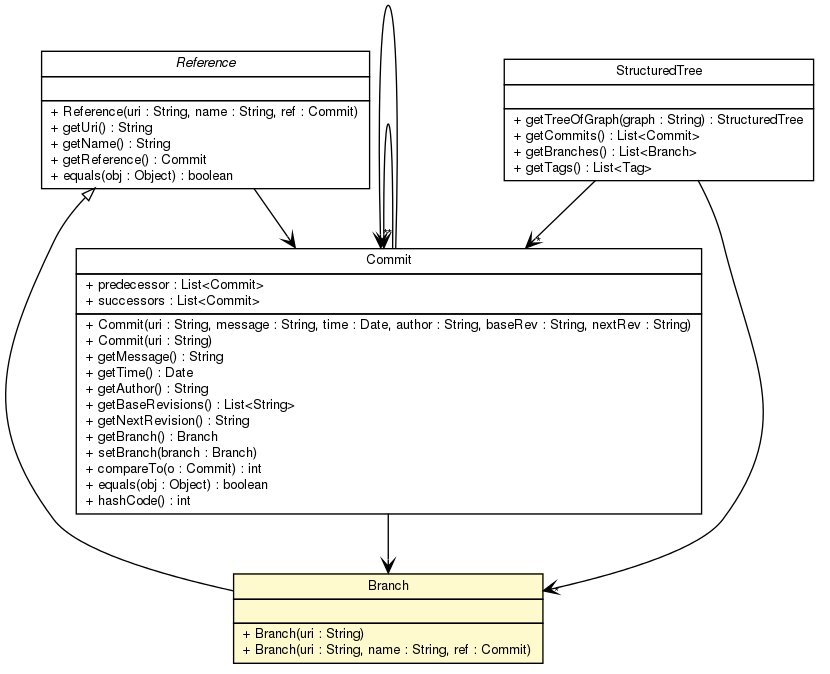 Reference
+ Reference(uri : String, name : String, ref : Commit)
+ getUri() : String
+ getName() : String
+ getReference() : Commit
+ equals(obj : Object) : boolean
StructuredTree
+ getTreeOfGraph(graph : String) : StructuredTree
+ getCommits() : List<Commit>
+ getBranches() : List<Branch>
+ getTags() : List<Tag>
* *
*
Commit
+ predecessor : List<Commit>
+ successors : List<Commit>
+ Commit(uri : String, message : String, time : Date, author : String, baseRev : String, nextRev : String)
+ Commit(uri : String)
+ getMessage() : String
+ getTime() : Date
+ getAuthor() : String
+ getBaseRevisions() : List<String>
+ getNextRevision() : String
+ getBranch() : Branch
+ setBranch(branch : Branch)
+ compareTo(o : Commit) : int
+ equals(obj : Object) : boolean
+ hashCode() : int
*
Branch
+ Branch(uri : String)
+ Branch(uri : String, name : String, ref : Commit)